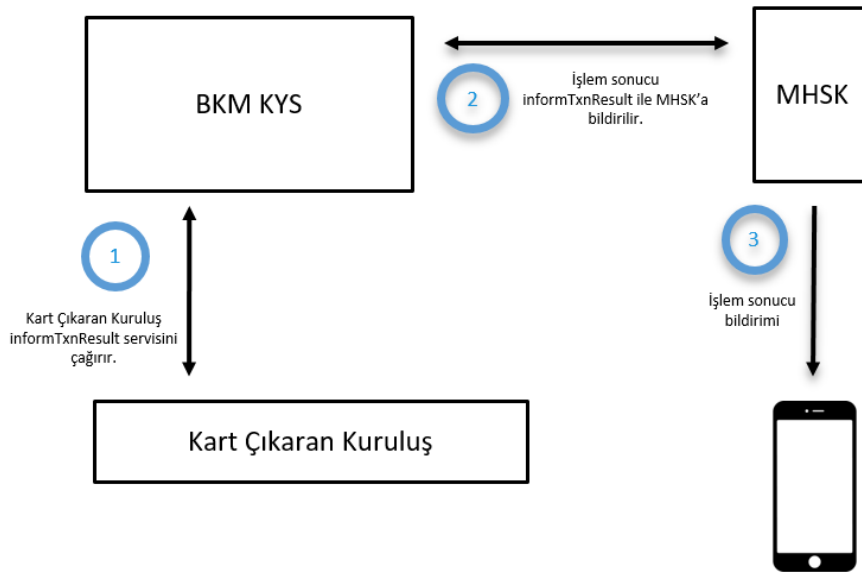 BKM KYS
2
İşlem sonucu
informTxnResult ile MHSK'a
bildirilir.
MHSK
1
Kart Çıkaran Kuruluş
informTxnResult servisini
çağırır.
3
İşlem sonucu
bildirimi
Kart Çıkaran Kuruluş